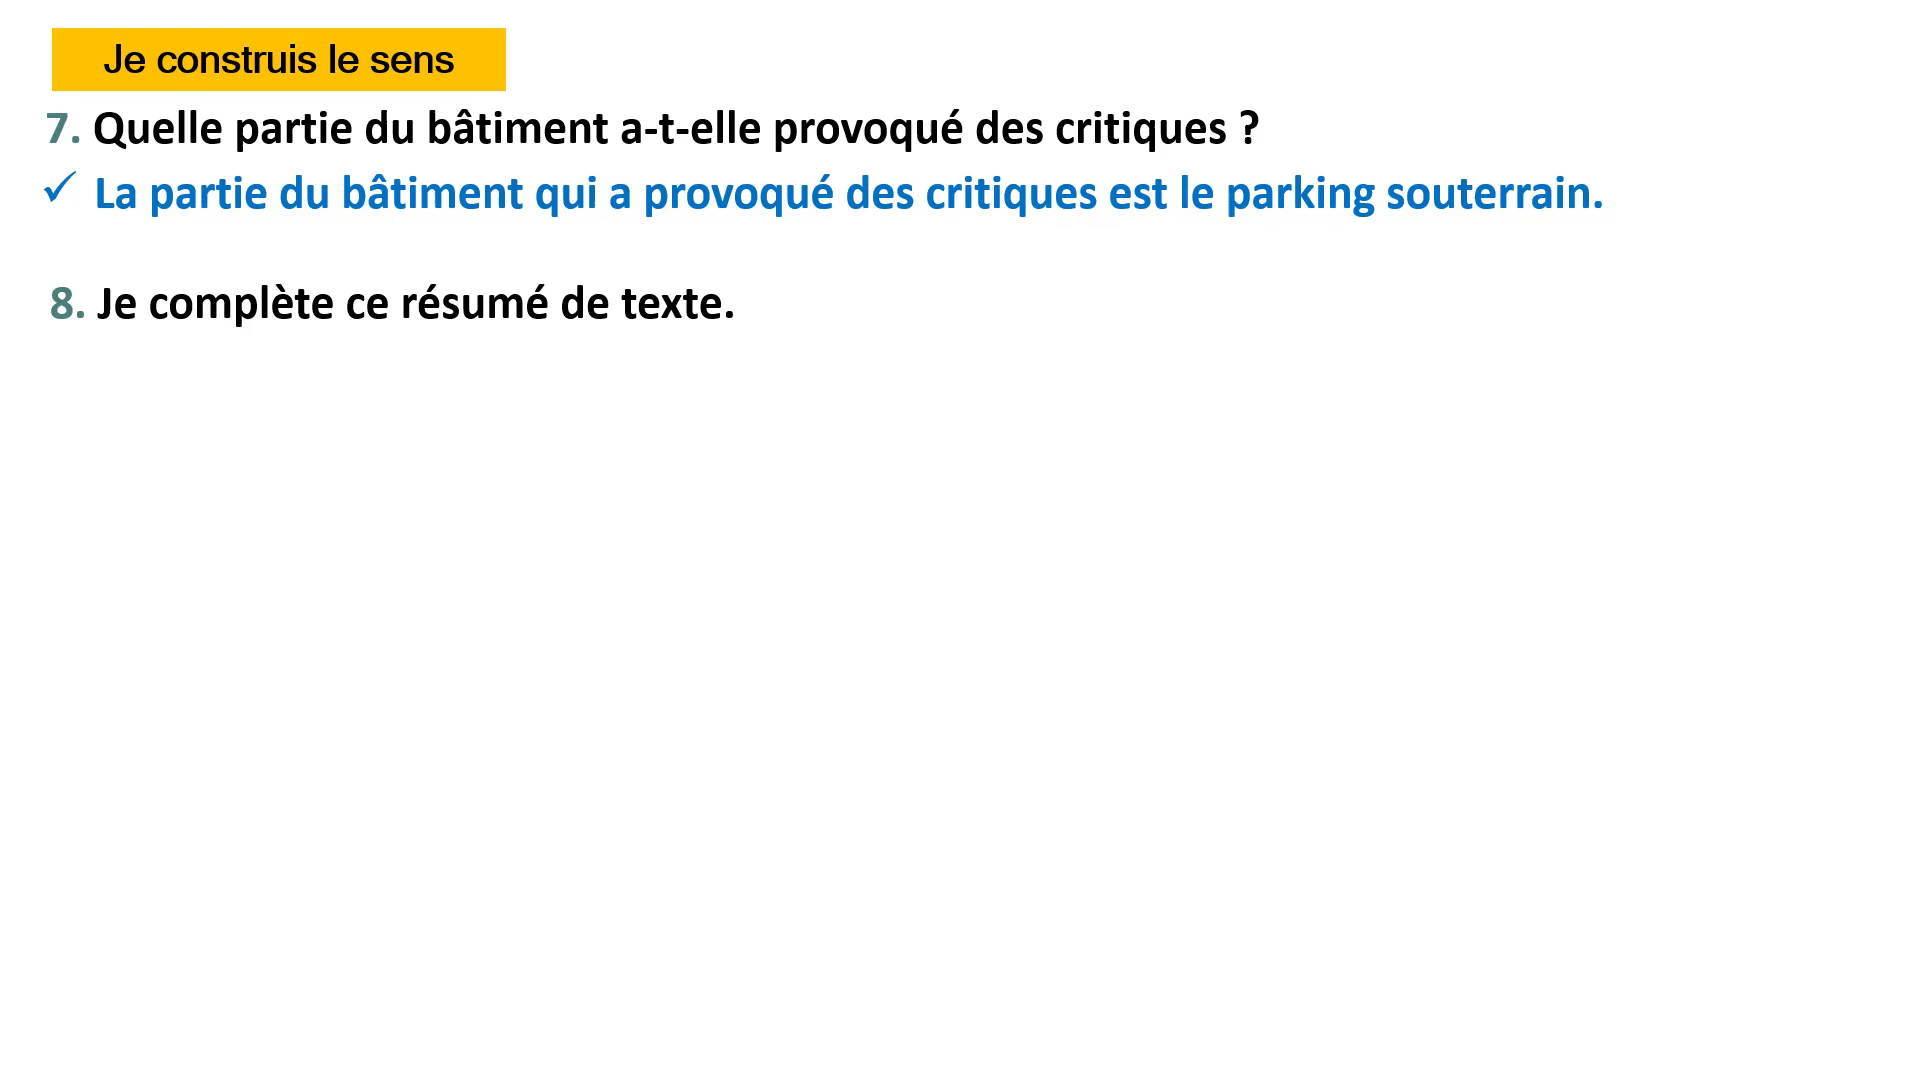 Je construis le sens
7. Quelle partie du bâtiment a-t-elle provoqué des critiques ?
✓ La partie du bâtiment qui a provoqué des critiques est le parking souterrain.
8. Je complète ce résumé de texte.